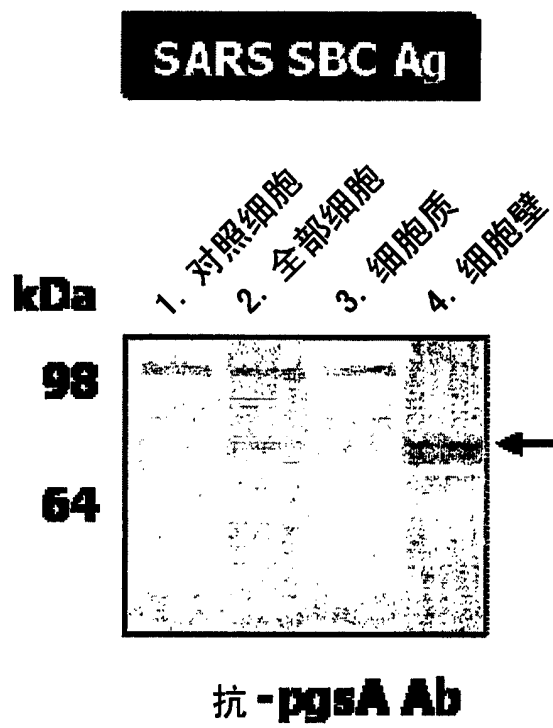 SARS SBC Ag
kDa
1. 对照细胞
2. 全部细胞
3. 细胞质
4. 细胞壁
98
64
抗-pgsA Ab